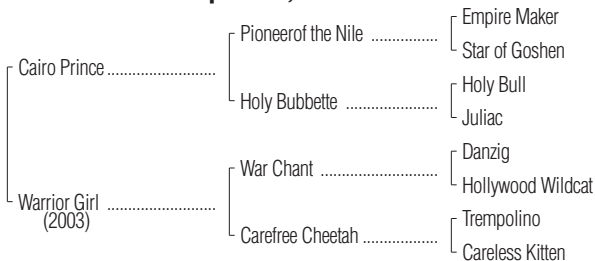 Empire Maker
Pioneerof the Nile ................
Star of Goshen
Cairo Prince ..........................
Holy Bull
Holy Bubbette ......................
Juliac
Danzig
War Chant ............................
Hollywood Wildcat
Warrior Girl ..........................
(2003)
Trempolino
Carefree Cheetah ..................
Careless Kitten